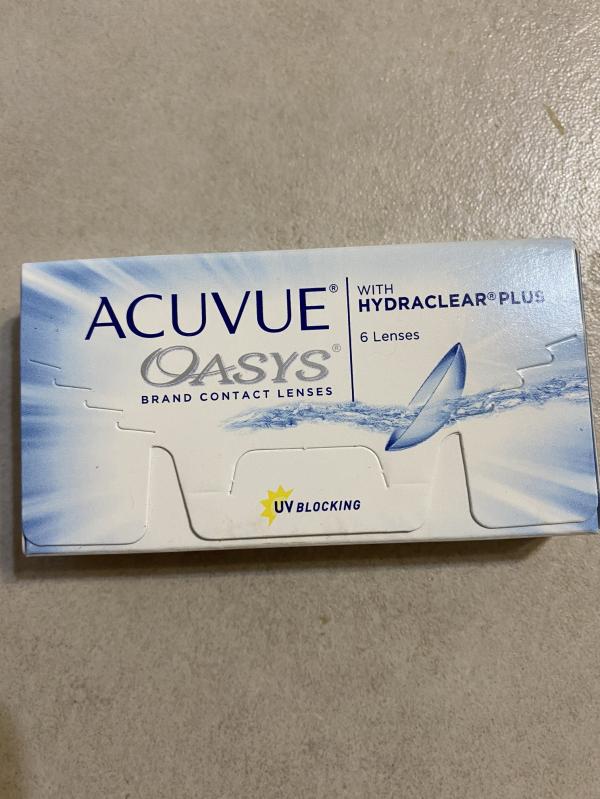 ACUVUE®
OASYS®
BRAND CONTACT LENSES
WITH
HYDRACLEAR® PLUS
6 Lenses
UV BLOCKING